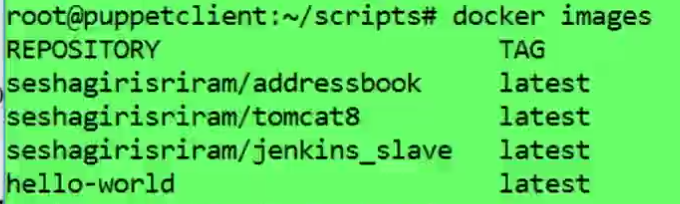 root@puppetclient:~/scripts# docker images
REPOSITORY TAG
seshagirisriram/addressbook latest
seshagirisriram/tomcat8 latest
seshagirisriram/jenkins_slave latest
hello-world latest